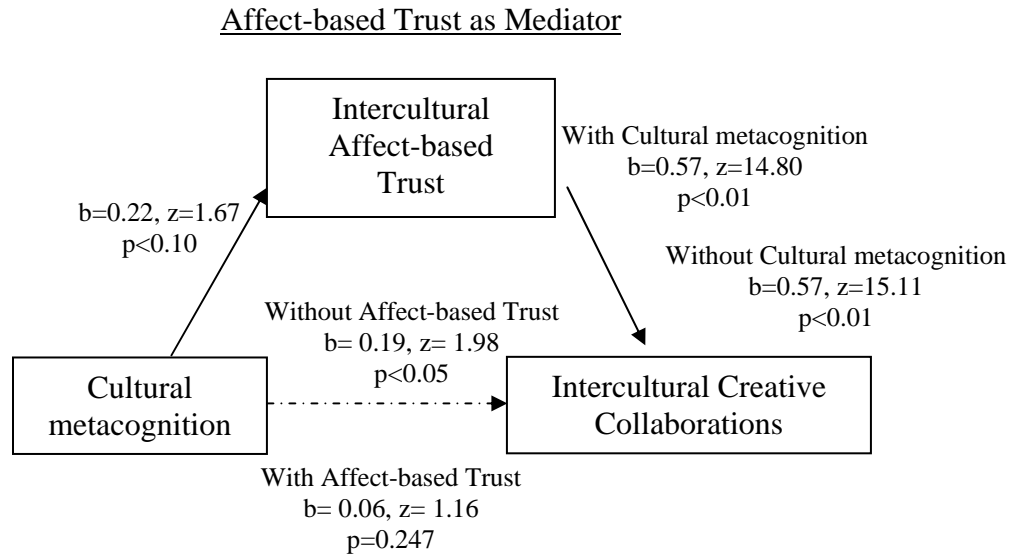 Affect-based Trust as Mediator
Intercultural
Affect-based
Trust
With Cultural metacognition
b=0.57, z=14.80
p<0.01
b=0.22, z=1.67
p<0.10
Without Cultural metacognition
b=0.57, z=15.11
p<0.01
Without Affect-based Trust
b= 0.19, z= 1.98
p<0.05
Cultural
metacognition
Intercultural Creative
Collaborations
With Affect-based Trust
b= 0.06, z= 1.16
p=0.247